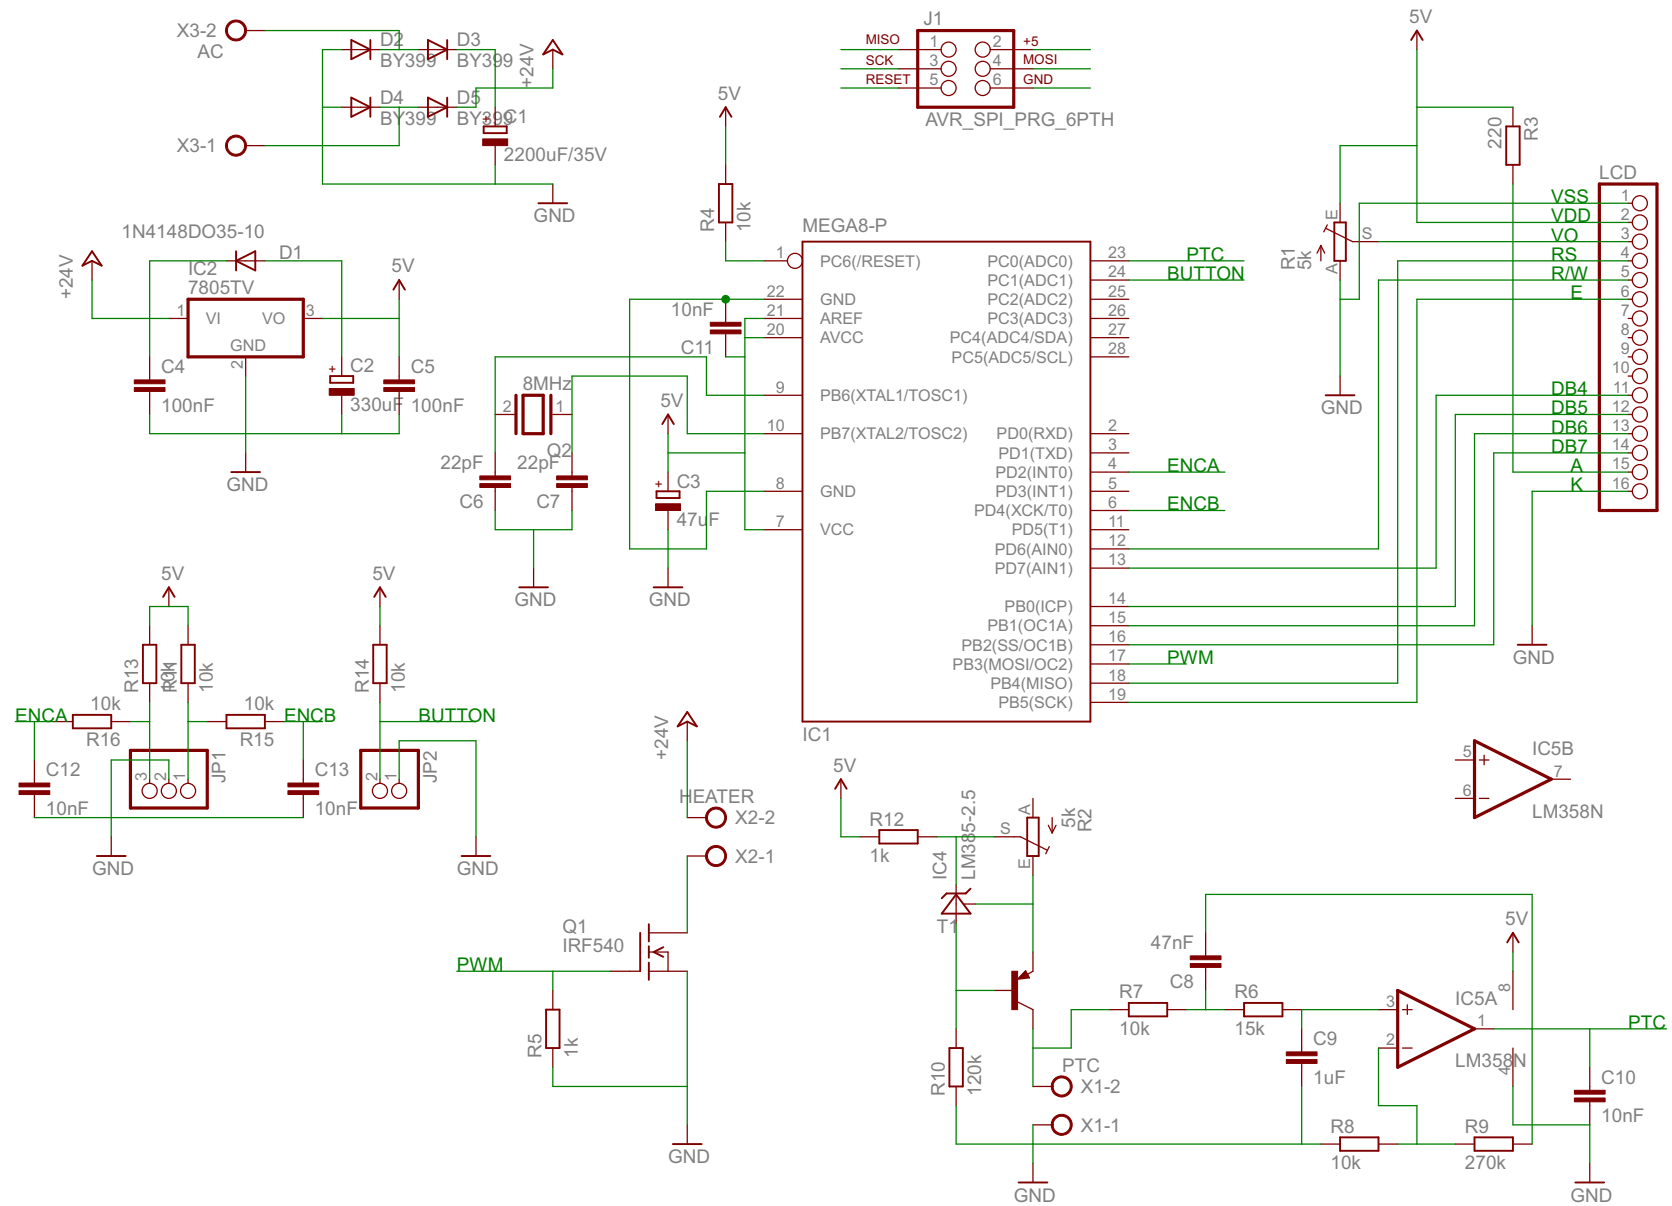 X3-2
AC
D2
BY399
D3
BY399
+24V
D4
BY399
D5
BY399
C1
2200uF/35V
X3-1
GND
J1
MISO 1 2 +5
SCK 3 4 MOSI
RESET 5 6 GND
AVR_SPI_PRG_6PTH
1N4148DO35-10
D1
+24V
IC2
7805TV
5V
1 VI VO 3
GND
2
C4
100nF
C2
+
330uF
C5
100nF
GND
5V
R4
10k
MEGA8-P
1 PC6(/RESET)
22 GND
21 AREF
20 AVCC
9 PB6(XTAL1/TOSC1)
10 PB7(XTAL2/TOSC2)
8 GND
7 VCC
PC0(ADC0) 23 PTC
PC1(ADC1) 24 BUTTON
PC2(ADC2) 25
PC3(ADC3) 26
PC4(ADC4/SDA) 27
PC5(ADC5/SCL) 28
PD0(RXD) 2
PD1(TXD) 3
PD2(INT0) 4 ENCA
PD3(INT1) 5
PD4(XCK/T0) 6 ENCB
PD5(T1) 11
PD6(AIN0) 12
PD7(AIN1) 13
PB0(ICP) 14
PB1(OC1A) 15
PB2(SS/OC1B) 16
PB3(MOSI/OC2) 17 PWM
PB4(MISO) 18
PB5(SCK) 19
IC1
10nF
C11
8MHz
2 1
Q2
22pF
C6
22pF
C7
GND
5V
+
C3
47uF
GND
5V
220
R3
R1
5k
E
S
A
GND
LCD
VSS 1
VDD 2
VO 3
RS 4
R/W 5
E 6
7
8
9
10
DB4 11
DB5 12
DB6 13
DB7 14
A 15
K 16
GND
5V
R13
10k
ENCA
10k
R16
10k
R15
ENCB
C12
10nF
3 2 1
JP1
C13
10nF
GND
5V
R14
10k
BUTTON
2 1
JP2
GND
+24V
HEATER
X2-2
X2-1
Q1
IRF540
PWM
R5
1k
GND
5V
R12
1k
IC4
LM385-2.5
A
S
E
5k
R2
T1
R10
120k
PTC
X1-2
X1-1
GND
R7
10k
47nF
C8
R6
15k
C9
1uF
3
2
+
-
1
IC5A
LM358N
5V
8
4
PTC
C10
10nF
R8
10k
R9
270k
GND
5
6
+
-
7
IC5B
LM358N